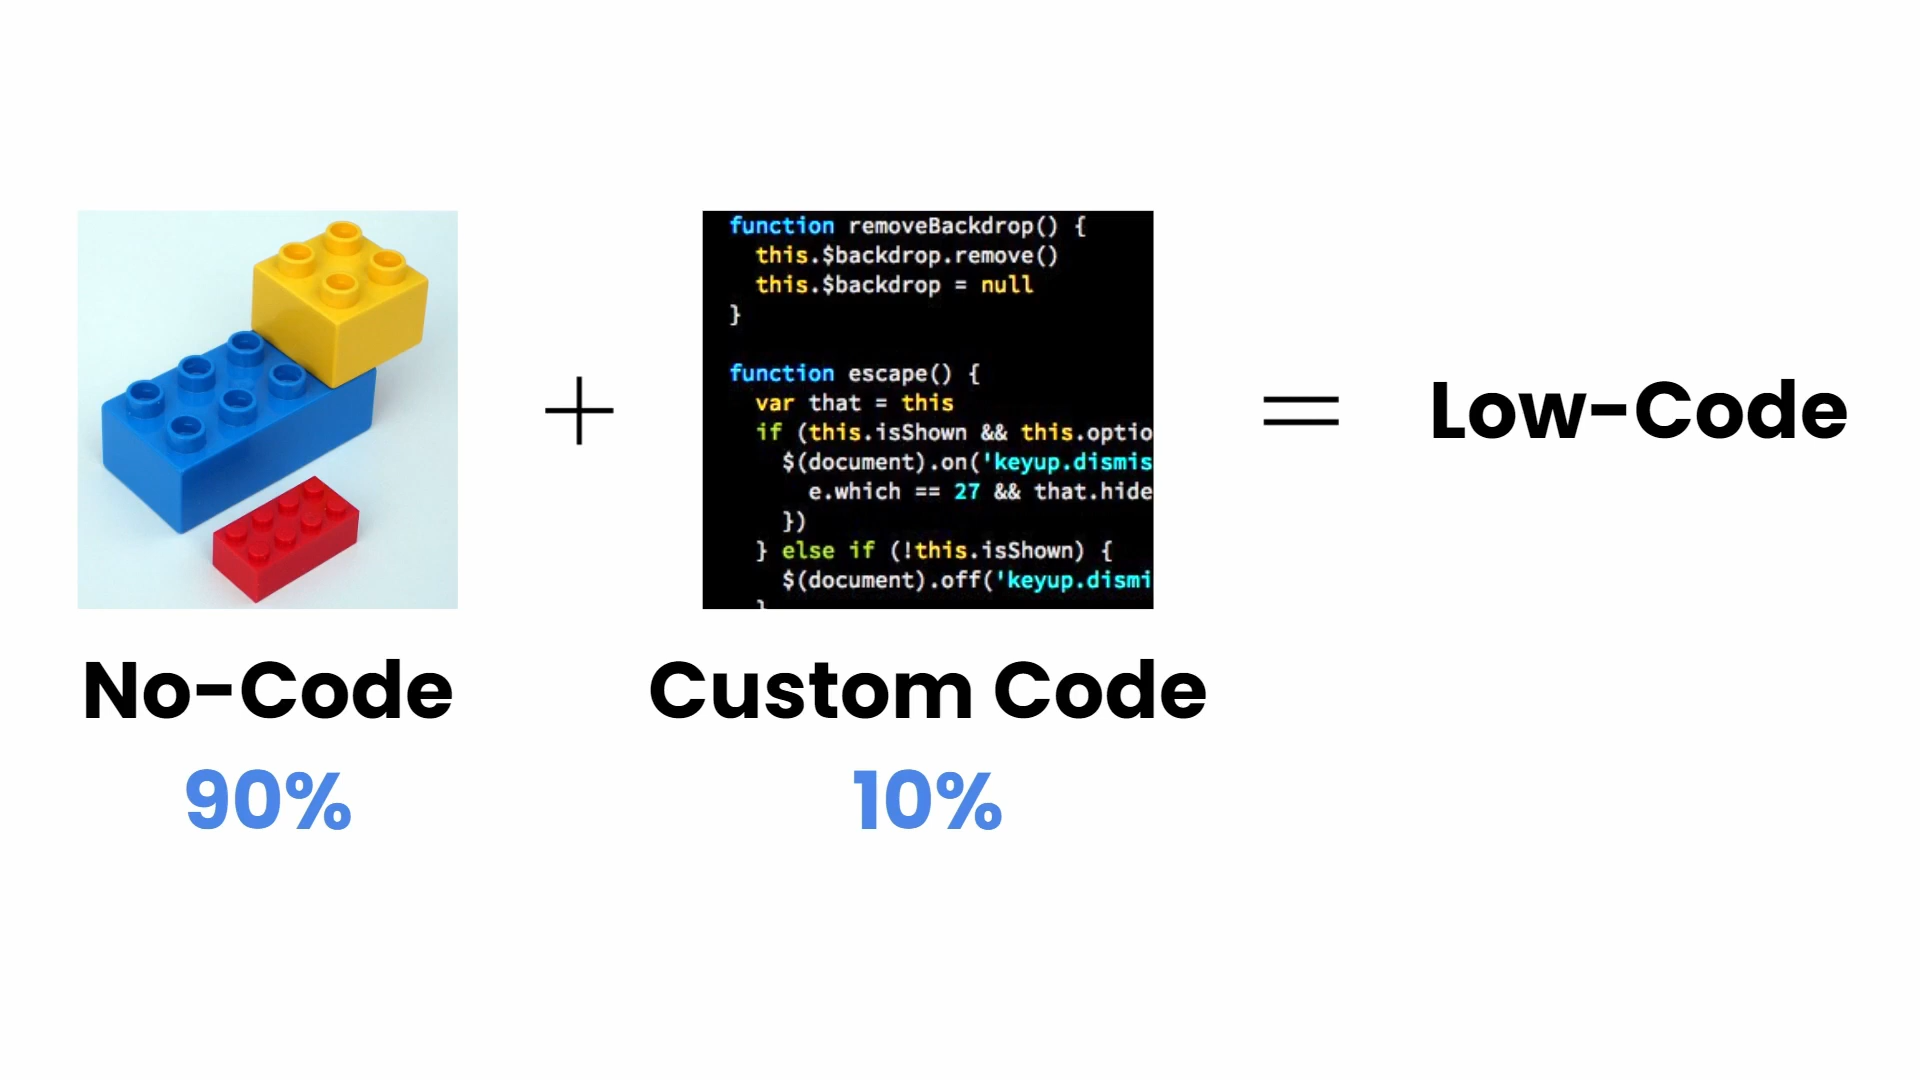 function removeBackdrop() {
this.$backdrop.remove()
this.$backdrop = null
}
function escape() {
var that = this
if (this.isShown && this.optio
$(document).on('keyup.dismis
e.which == 27 && that.hide
})
} else if (!this.isShown) {
$(document).off('keyup.dismi
}
+
=
Low-Code
No-Code
Custom Code
90%
10%